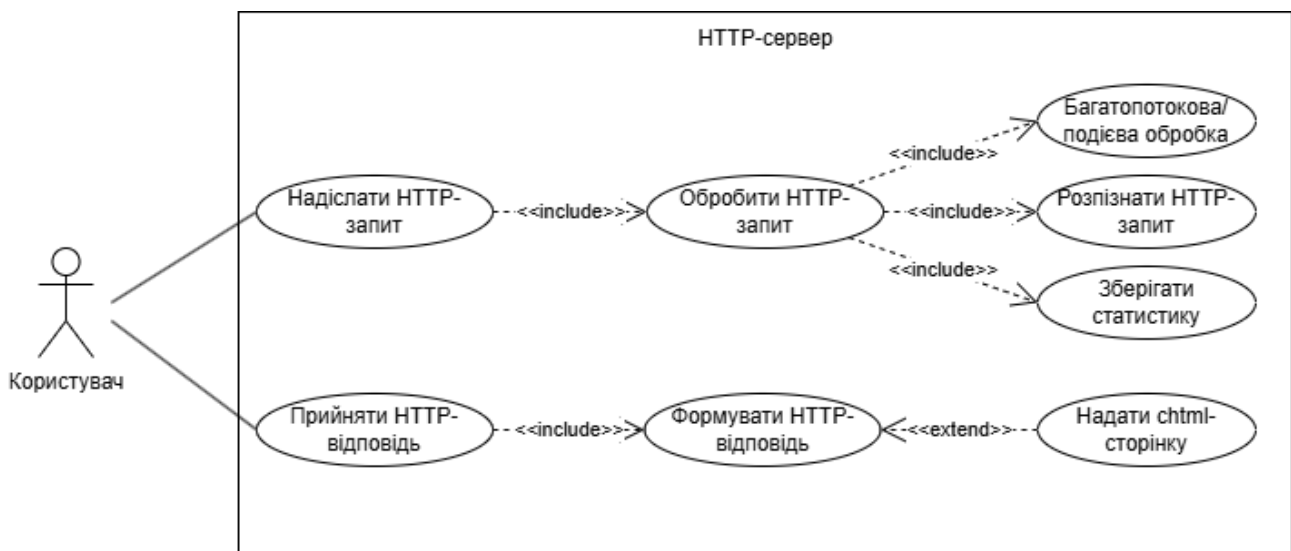 HTTP-сервер
Багатопотокова/
подієва обробка
<<include>>
Надіслати HTTP-
запит
<<include>>
Обробити HTTP-
запит
<<include>>
Розпізнати HTTP-
запит
<<include>>
Зберігати
статистику
Користувач
Прийняти HTTP-
відповідь
<<include>>
Формувати HTTP-
відповідь
<<extend>>
Надати chtml-
сторінку